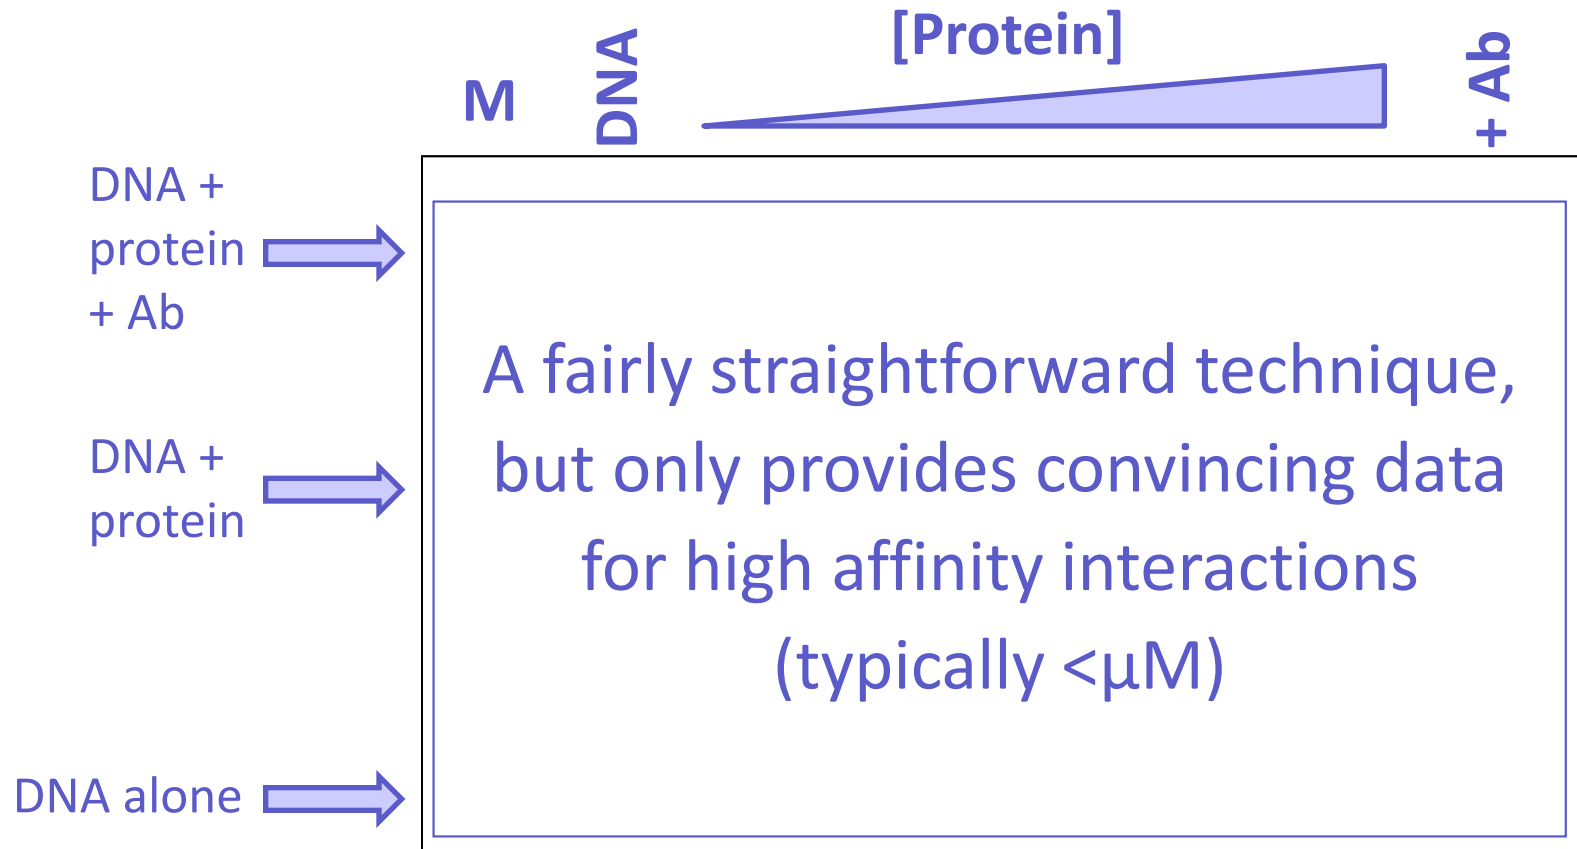 [Protein]
M
DNA
+ Ab
DNA +
protein
+ Ab
A fairly straightforward technique,
but only provides convincing data
for high affinity interactions
(typically <μM)
DNA +
protein
DNA alone